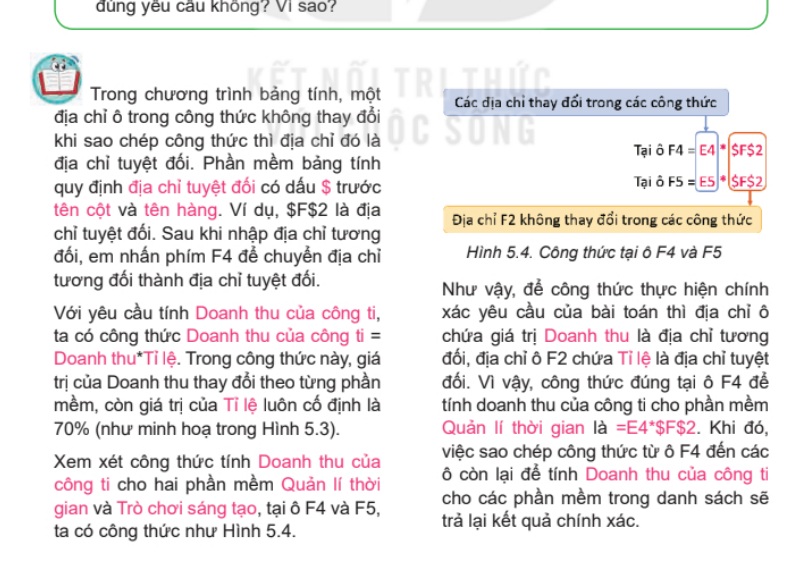 đúng yêu cầu không? Vì sao?
KẾT NỐI TRI THỨC
VỚI CUỘC SỐNG
Trong chương trình bảng tính, một
địa chỉ ô trong công thức không thay đổi
khi sao chép công thức thì địa chỉ đó là
địa chỉ tuyệt đối. Phần mềm bảng tính
quy định địa chỉ tuyệt đối có dấu $ trước
tên cột và tên hàng. Ví dụ, $F$2 là địa
chỉ tuyệt đối. Sau khi nhập địa chỉ tương
đối, em nhấn phím F4 để chuyển địa chỉ
tương đối thành địa chỉ tuyệt đối.
Với yêu cầu tính Doanh thu của công ti,
ta có công thức Doanh thu của công ti =
Doanh thu*Tỉ lệ. Trong công thức này, giá
trị của Doanh thu thay đổi theo từng phần
mềm, còn giá trị của Tỉ lệ luôn cố định là
70% (như minh hoạ trong Hình 5.3).
Xem xét công thức tính Doanh thu của
công ti cho hai phần mềm Quản lí thời
gian và Trò chơi sáng tạo, tại ô F4 và F5,
ta có công thức như Hình 5.4.
Các địa chỉ thay đổi trong các công thức
Tại ô F4 = E4 * $F$2
Tại ô F5 = E5 * $F$2
Địa chỉ F2 không thay đổi trong các công thức
Hình 5.4. Công thức tại ô F4 và F5
Như vậy, để công thức thực hiện chính
xác yêu cầu của bài toán thì địa chỉ ô
chứa giá trị Doanh thu là địa chỉ tương
đối, địa chỉ ô F2 chứa Tỉ lệ là địa chỉ tuyệt
đối. Vì vậy, công thức đúng tại ô F4 để
tính doanh thu của công ti cho phần mềm
Quản lí thời gian là =E4*$F$2. Khi đó,
việc sao chép công thức từ ô F4 đến các
ô còn lại để tính Doanh thu của công ti
cho các phần mềm trong danh sách sẽ
trả lại kết quả chính xác.